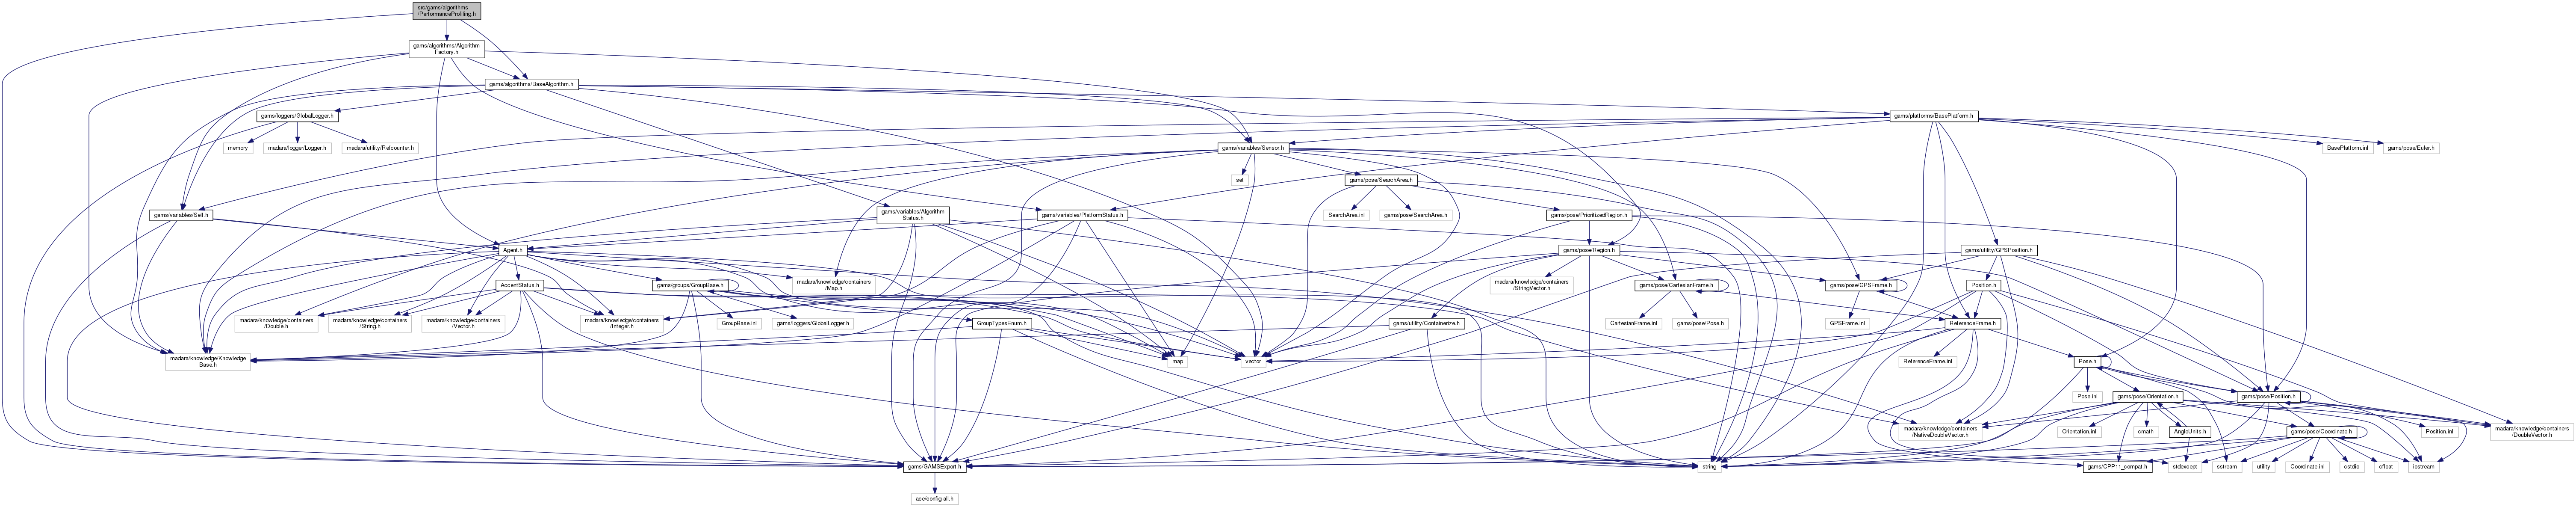 src/gams/algorithms
/PerformanceProfiling.h
gams/algorithms/Algorithm
Factory.h
gams/algorithms/BaseAlgorithm.h
gams/loggers/GlobalLogger.h
gams/platforms/BasePlatform.h
memory
madara/logger/Logger.h
madara/utility/Refcounter.h
gams/variables/Sensor.h
BasePlatform.inl
gams/pose/Euler.h
set
gams/pose/SearchArea.h
gams/variables/Self.h
gams/variables/Algorithm
Status.h
gams/variables/PlatformStatus.h
SearchArea.inl
gams/pose/SearchArea.h
gams/pose/PrioritizedRegion.h
Agent.h
gams/pose/Region.h
gams/utility/GPSPosition.h
AccentStatus.h
gams/groups/GroupBase.h
madara/knowledge/containers
/Map.h
madara/knowledge/containers
/StringVector.h
gams/pose/CartesianFrame.h
gams/pose/GPSFrame.h
Position.h
madara/knowledge/containers
/Double.h
madara/knowledge/containers
/String.h
madara/knowledge/containers
/Vector.h
madara/knowledge/containers
/Integer.h
GroupBase.inl
gams/loggers/GlobalLogger.h
GroupTypesEnum.h
gams/utility/Containerize.h
CartesianFrame.inl
gams/pose/Pose.h
GPSFrame.inl
ReferenceFrame.h
madara/knowledge/Knowledge
Base.h
map
vector
ReferenceFrame.inl
Pose.h
Pose.inl
gams/pose/Orientation.h
gams/pose/Position.h
madara/knowledge/containers
/NativeDoubleVector.h
Orientation.inl
cmath
AngleUnits.h
gams/pose/Coordinate.h
Position.inl
madara/knowledge/containers
/DoubleVector.h
gams/GAMSExport.h
string
gams/CPP11_compat.h
stdexcept
sstream
utility
Coordinate.inl
cstdio
cfloat
iostream
ace/config-all.h